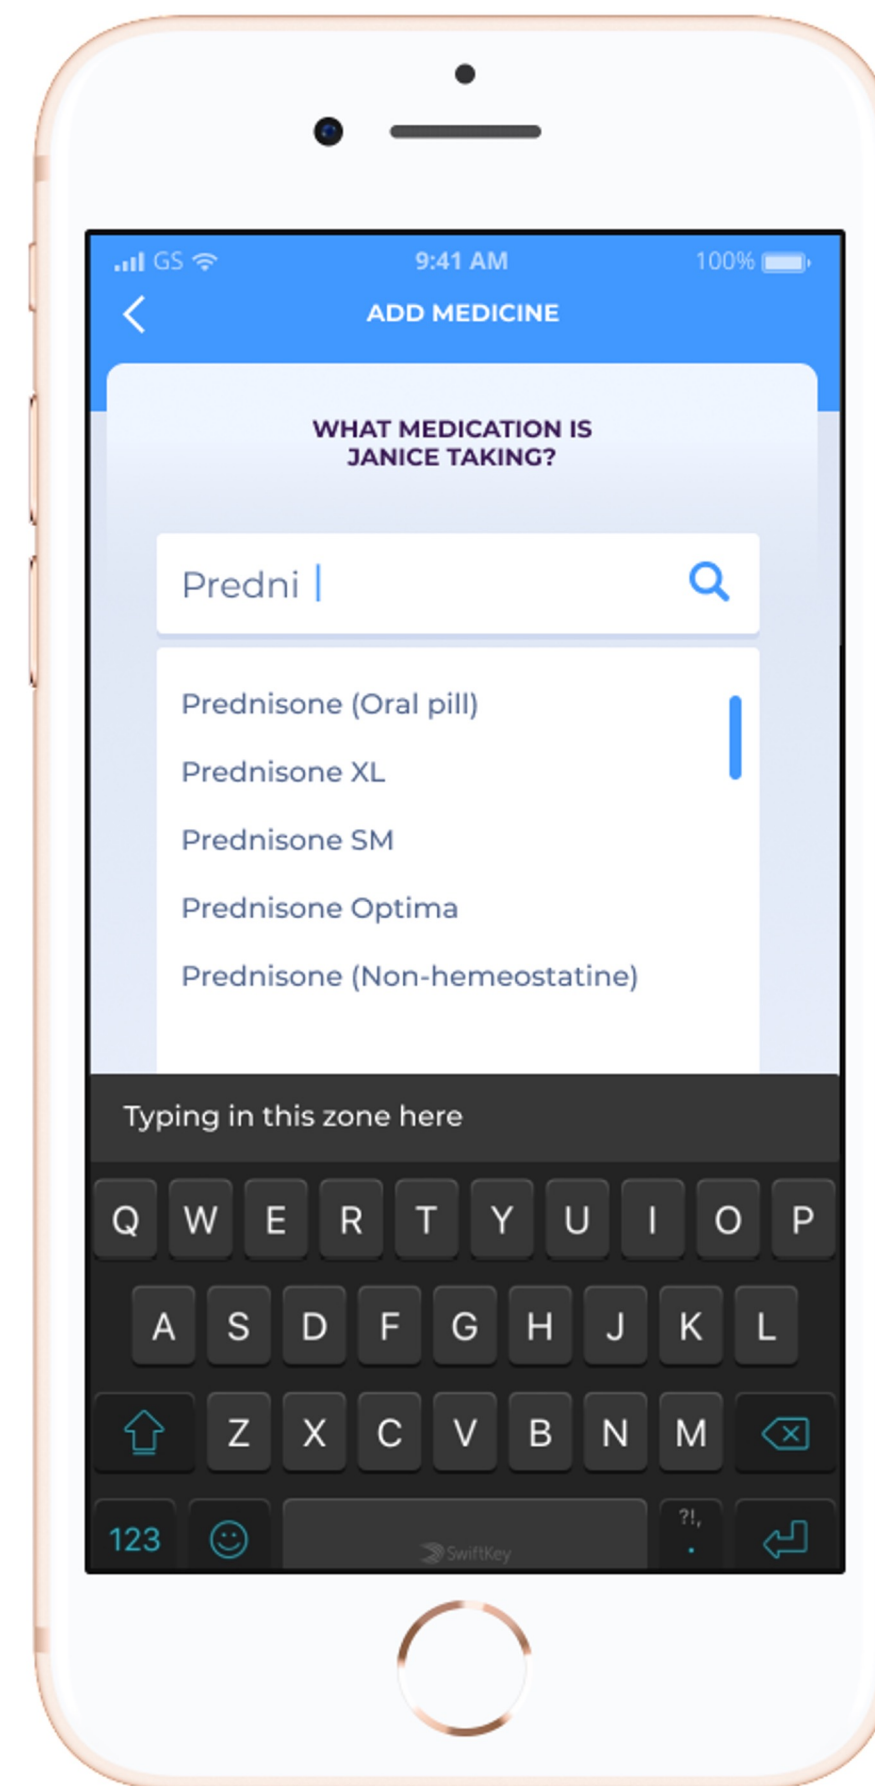 GS 9:41 AM 100%
ADD MEDICINE
WHAT MEDICATION IS
JANICE TAKING?
Predni
Prednisone (Oral pill)
Prednisone XL
Prednisone SM
Prednisone Optima
Prednisone (Non-hemeostatine)
Typing in this zone here
Q W E R T Y U I O P
A S D F G H J K L
Z X C V B N M
123 SwiftKey ?!, .